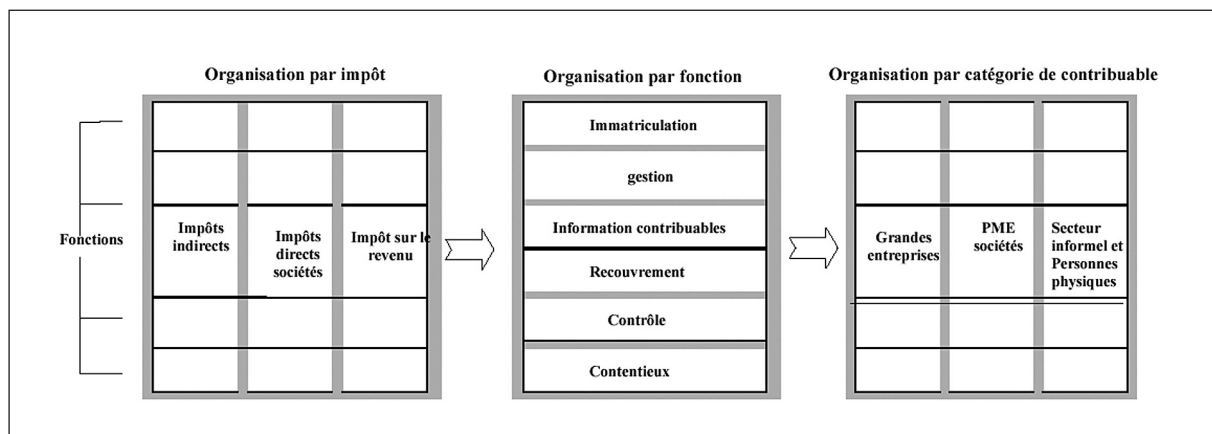 Organisation par impôt
Fonctions
Impôts
indirects
Impôts
directs
sociétés
Impôt sur le
revenu
Organisation par fonction
Immatriculation
gestion
Information contribuables
Recouvrement
Contrôle
Contentieux
Organisation par catégorie de contribuable
Grandes
entreprises
PME
sociétés
Secteur
informel et
Personnes
physiques